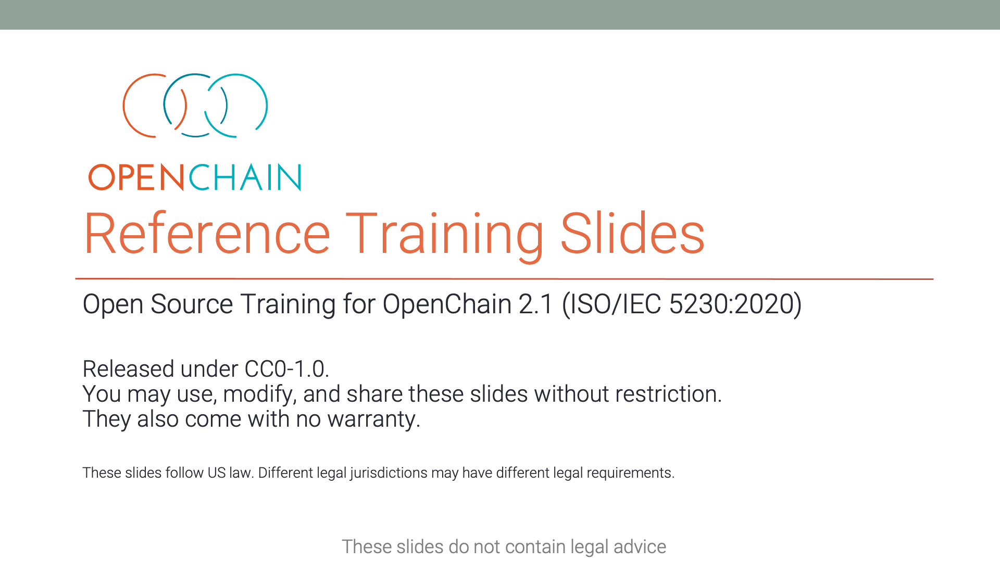 OPENCHAIN
Reference Training Slides
Open Source Training for OpenChain 2.1 (ISO/IEC 5230:2020)
Released under CC0-1.0.
You may use, modify, and share these slides without restriction.
They also come with no warranty.
These slides follow US law. Different legal jurisdictions may have different legal requirements.
These slides do not contain legal advice